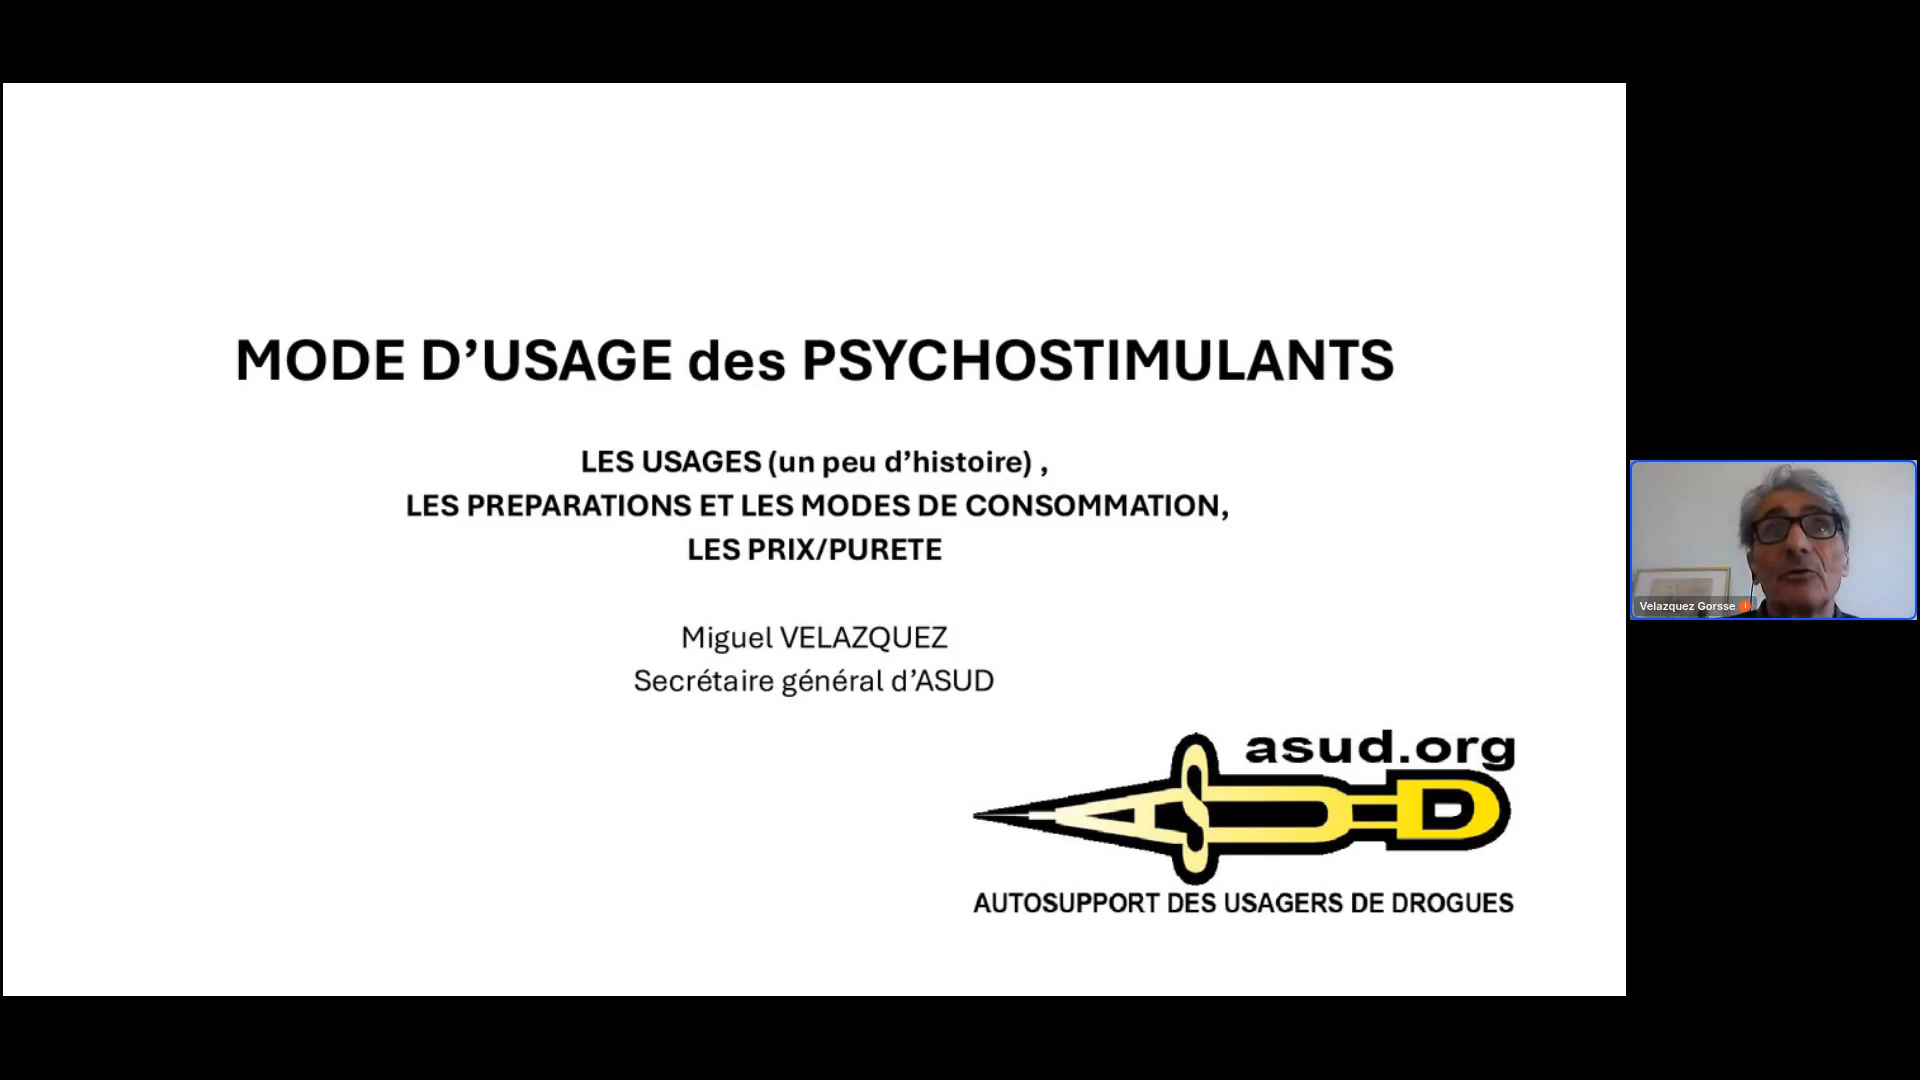 MODE D’USAGE des PSYCHOSTIMULANTS
LES USAGES (un peu d’histoire) ,
LES PREPARATIONS ET LES MODES DE CONSOMMATION,
LES PRIX/PURETE
Miguel VELAZQUEZ
Secrétaire général d’ASUD
asud.org
ASUD
AUTOSUPPORT DES USAGERS DE DROGUES
Velazquez Gorsse